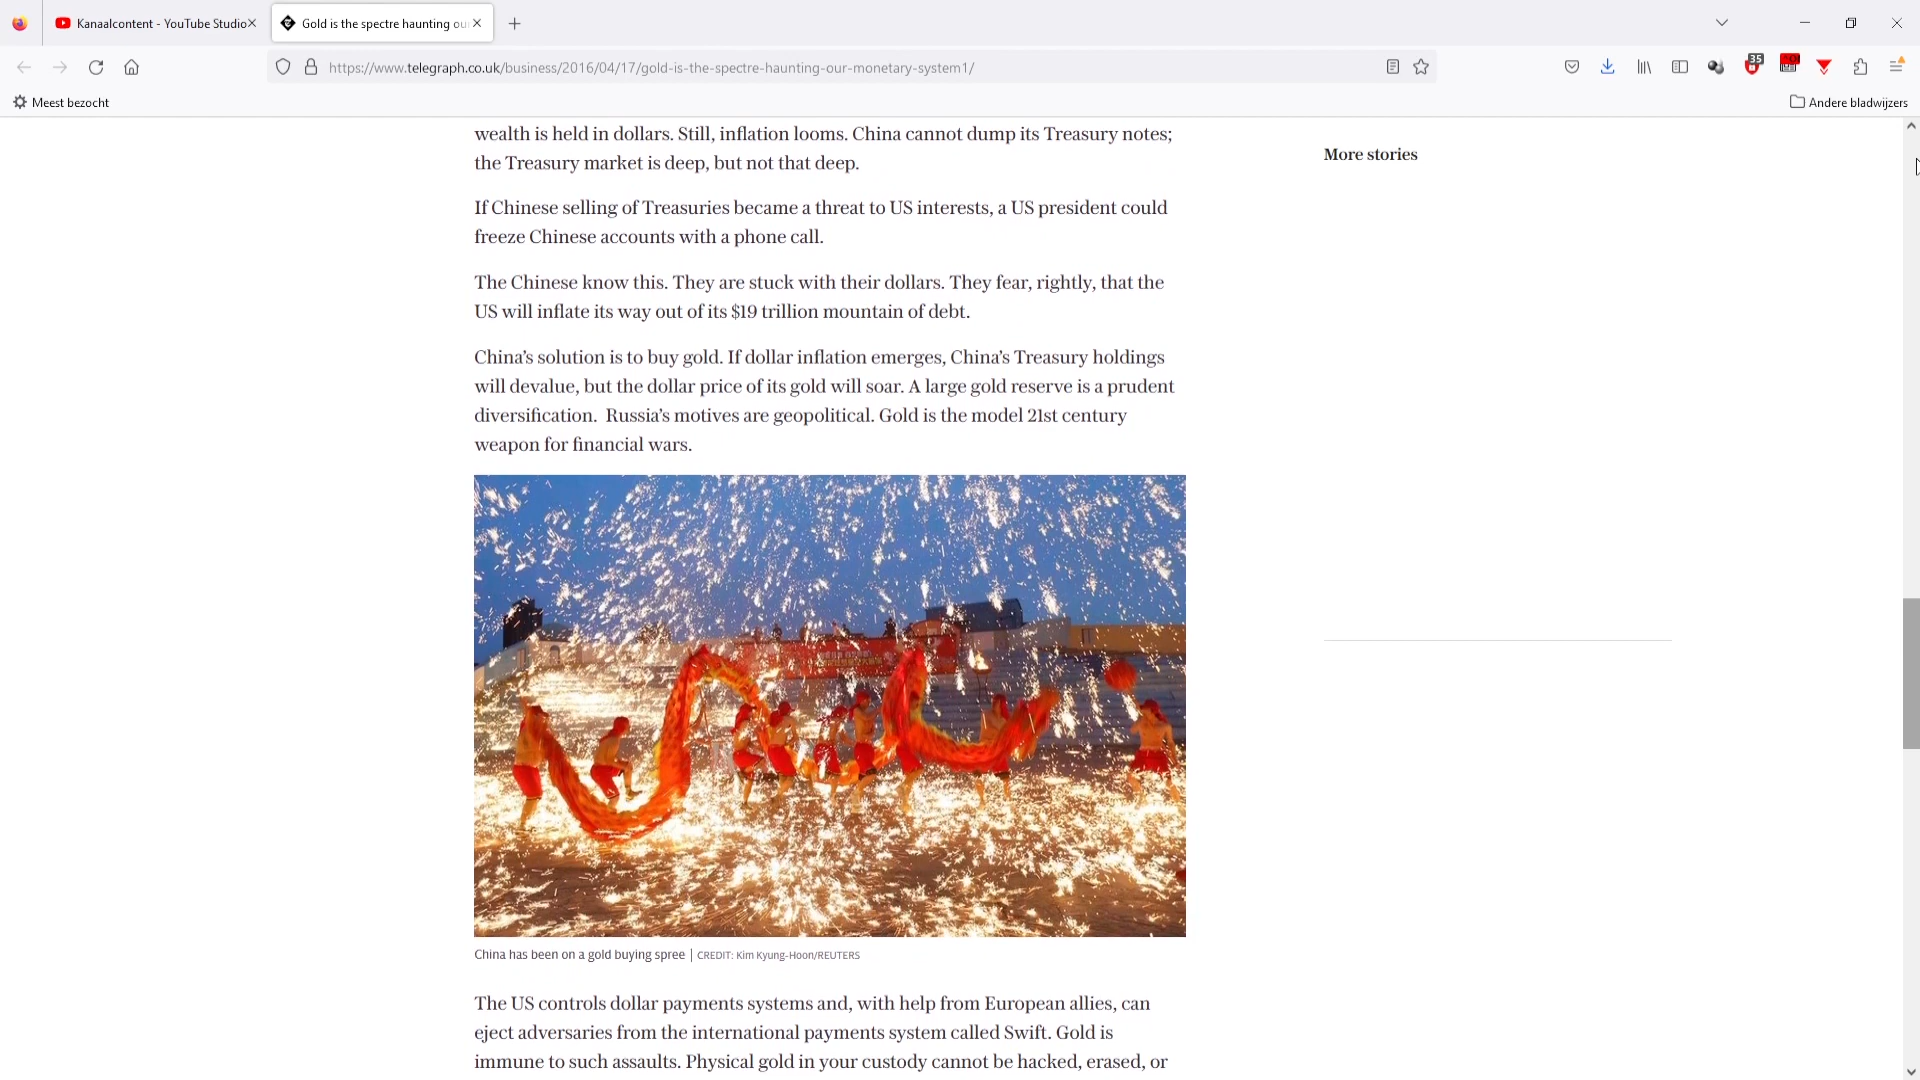 Kanaalcontent - YouTube Studio
Gold is the spectre haunting ou
https://www.telegraph.co.uk/business/2016/04/17/gold-is-the-spectre-haunting-our-monetary-system1/
35
Meest bezocht
Andere bladwijzers
wealth is held in dollars. Still, inflation looms. China cannot dump its Treasury notes;
the Treasury market is deep, but not that deep.
If Chinese selling of Treasuries became a threat to US interests, a US president could
freeze Chinese accounts with a phone call.
The Chinese know this. They are stuck with their dollars. They fear, rightly, that the
US will inflate its way out of its $19 trillion mountain of debt.
China’s solution is to buy gold. If dollar inflation emerges, China’s Treasury holdings
will devalue, but the dollar price of its gold will soar. A large gold reserve is a prudent
diversification.  Russia’s motives are geopolitical. Gold is the model 21st century
weapon for financial wars.
China has been on a gold buying spree | CREDIT: Kim Kyung-Hoon/REUTERS
The US controls dollar payments systems and, with help from European allies, can
eject adversaries from the international payments system called Swift. Gold is
immune to such assaults. Physical gold in your custody cannot be hacked, erased, or
More stories